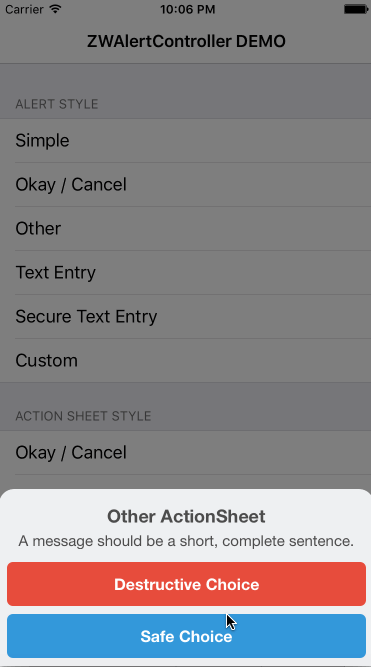 Carrier 10:06 PM
ZWAlertController DEMO
ALERT STYLE
Simple
Okay / Cancel
Other
Text Entry
Secure Text Entry
Custom
ACTION SHEET STYLE
Okay / Cancel
Other ActionSheet
A message should be a short, complete sentence.
Destructive Choice
Safe Choice